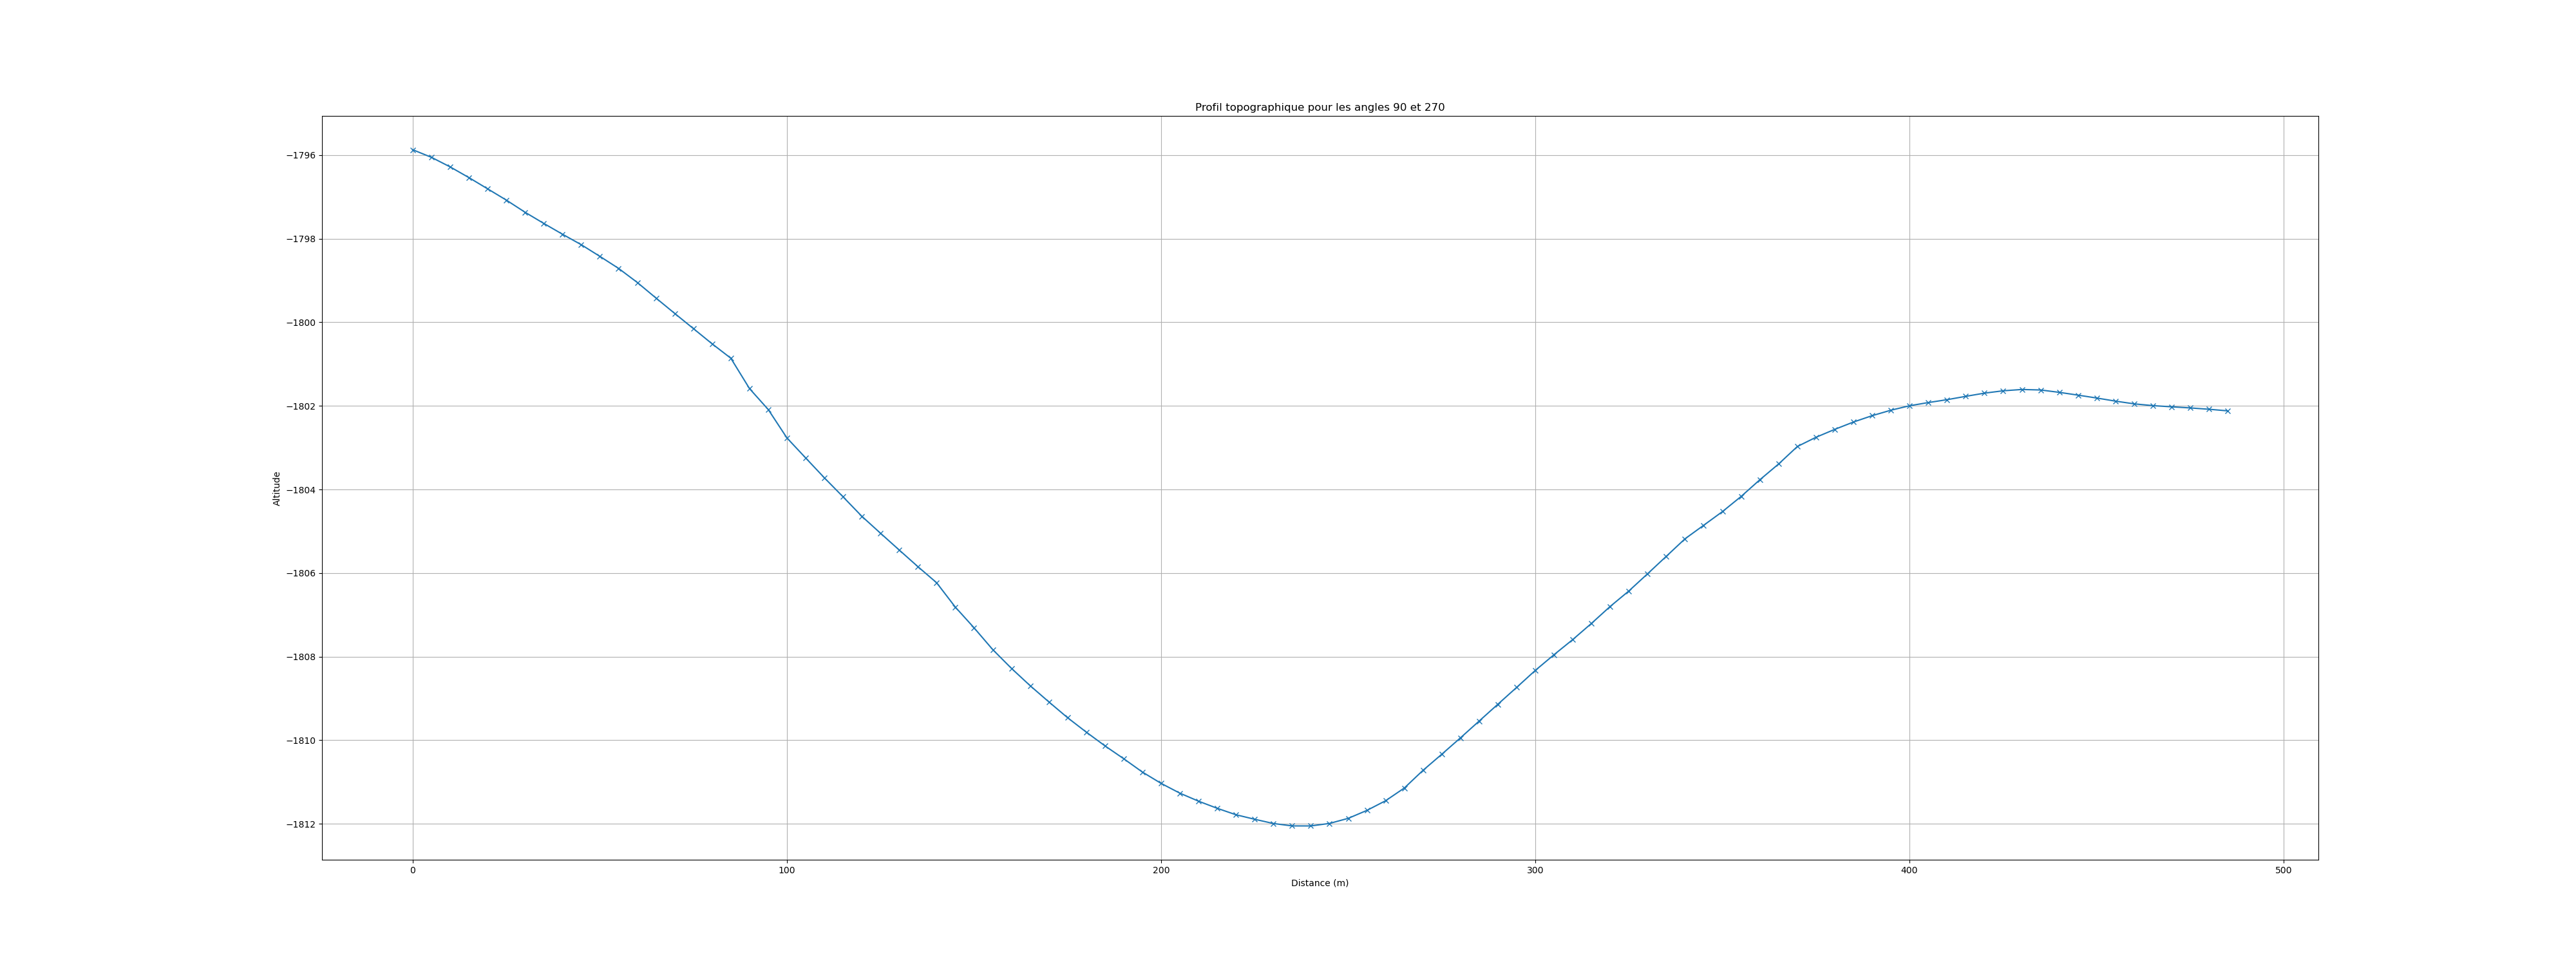 Profil topographique pour les angles 90 et 270
−1796
−1798
−1800
−1802
−1804
−1806
−1808
−1810
−1812
Altitude
0 100 200 300 400 500
Distance (m)